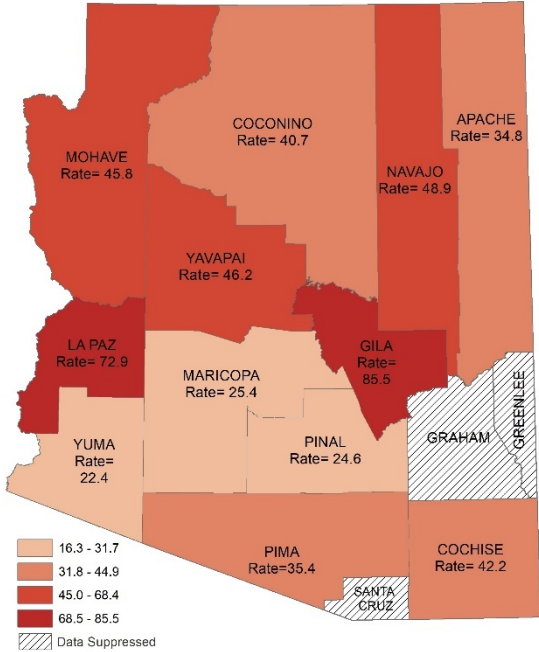 COCONINO
Rate= 40.7
APACHE
Rate= 34.8
MOHAVE
Rate= 45.8
NAVAJO
Rate= 48.9
YAVAPAI
Rate= 46.2
LA PAZ
Rate= 72.9
GILA
Rate=
85.5
MARICOPA
Rate= 25.4
GREENLEE
GRAHAM
YUMA
Rate=
22.4
PINAL
Rate= 24.6
PIMA
Rate=35.4
COCHISE
Rate= 42.2
SANTA
CRUZ
16.3 - 31.7
31.8 - 44.9
45.0 - 68.4
68.5 - 85.5
Data Suppressed